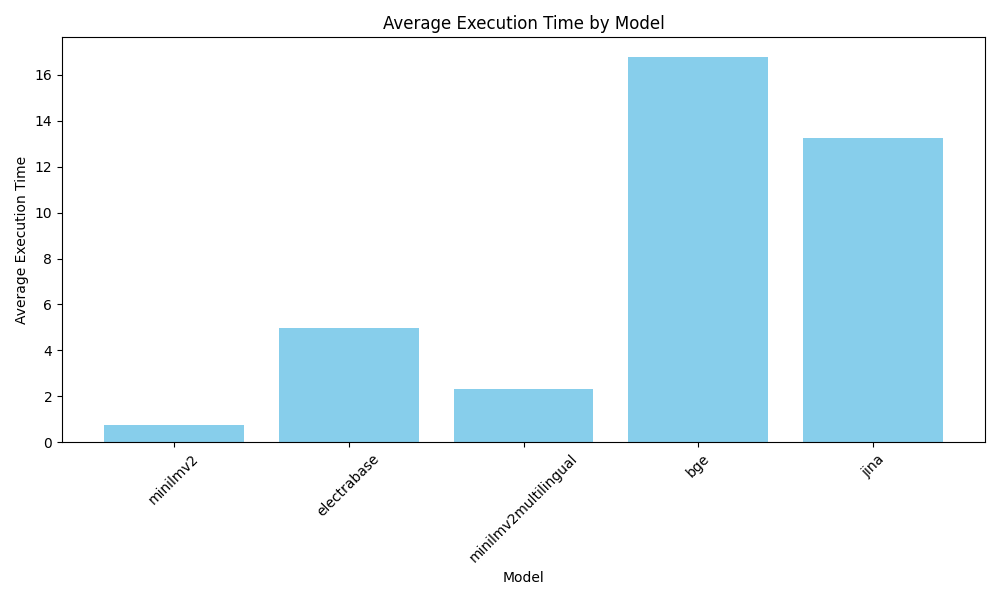 Average Execution Time by Model
Average Execution Time
16
14
12
10
8
6
4
2
0
minilmv2
electrabase
minilmv2multilingual
bge
jina
Model